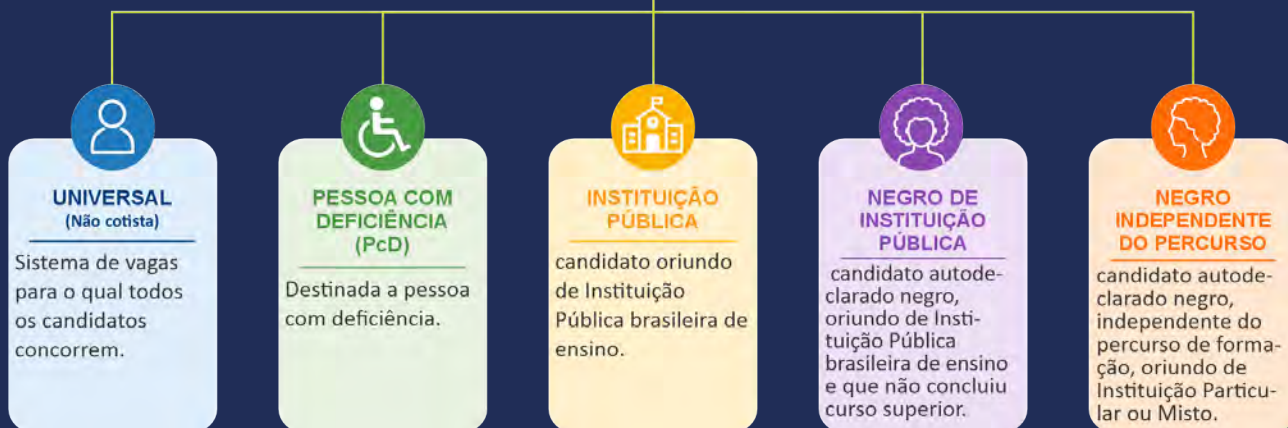 UNIVERSAL
(Não cotista)
Sistema de vagas
para o qual todos
os candidatos
concorrem.
PESSOA COM
DEFICIÊNCIA
(PcD)
Destinada a pessoa
com deficiência.
INSTITUIÇÃO
PÚBLICA
candidato oriundo
de Instituição
Pública brasileira de
ensino.
NEGRO DE
INSTITUIÇÃO
PÚBLICA
candidato autode-
clarado negro,
oriundo de Insti-
tuição Pública
brasileira de ensino
e que não concluiu
curso superior.
NEGRO
INDEPENDENTE
DO PERCURSO
candidato autode-
clarado negro,
independente do
percurso de forma-
ção, oriundo de
Instituição Particu-
lar ou Misto.